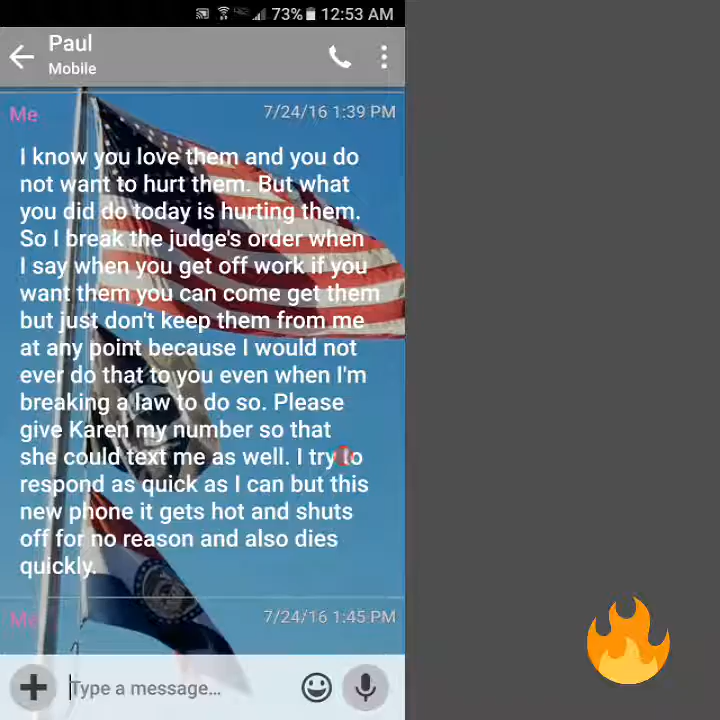 73% 12:53 AM
Paul
Mobile
Me 7/24/16 1:39 PM
I know you love them and you do
not want to hurt them. But what
you did do today is hurting them.
So I break the judge's order when
I say when you get off work if you
want them you can come get them
but just don't keep them from me
at any point because I would not
ever do that to you even when I'm
breaking a law to do so. Please
give Karen my number so that
she could text me as well. I try to
respond as quick as I can but this
new phone it gets hot and shuts
off for no reason and also dies
quickly.
Me 7/24/16 1:45 PM
Type a message...